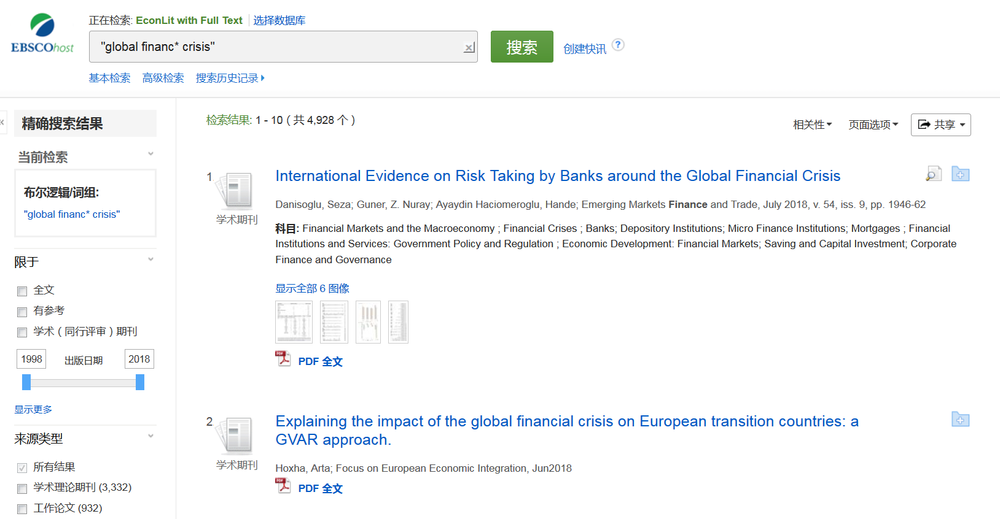 正在检索: EconLit with Full Text 选择数据库
EBSCOhost
"global financ* crisis"
搜索 创建快讯 ?
基本检索 高级检索 搜索历史记录
精确搜索结果
当前检索
布尔逻辑/词组:
"global financ* crisis"
限于
全文
有参考
学术 ( 同行评审 ) 期刊
1998 出版日期 2018
显示更多
来源类型
所有结果
学术理论期刊 (3,332)
工作论文 (932)
检索结果: 1 - 10 ( 共 4,928 个 )
相关性 页面选项 共享
1. International Evidence on Risk Taking by Banks around the Global Financial Crisis
学术期刊
Danisoglu, Seza; Guner, Z. Nuray; Ayaydin Haciomeroglu, Hande; Emerging Markets Finance and Trade, July 2018, v. 54, iss. 9, pp. 1946-62
科目: Financial Markets and the Macroeconomy ; Financial Crises ; Banks; Depository Institutions; Micro Finance Institutions; Mortgages ; Financial
Institutions and Services: Government Policy and Regulation ; Economic Development: Financial Markets; Saving and Capital Investment; Corporate
Finance and Governance
显示全部 6 图像
PDF PDF 全文
2 Explaining the impact of the global financial crisis on European transition countries: a
GVAR approach.
学术期刊
Hoxha, Arta; Focus on European Economic Integration, Jun2018
PDF PDF 全文